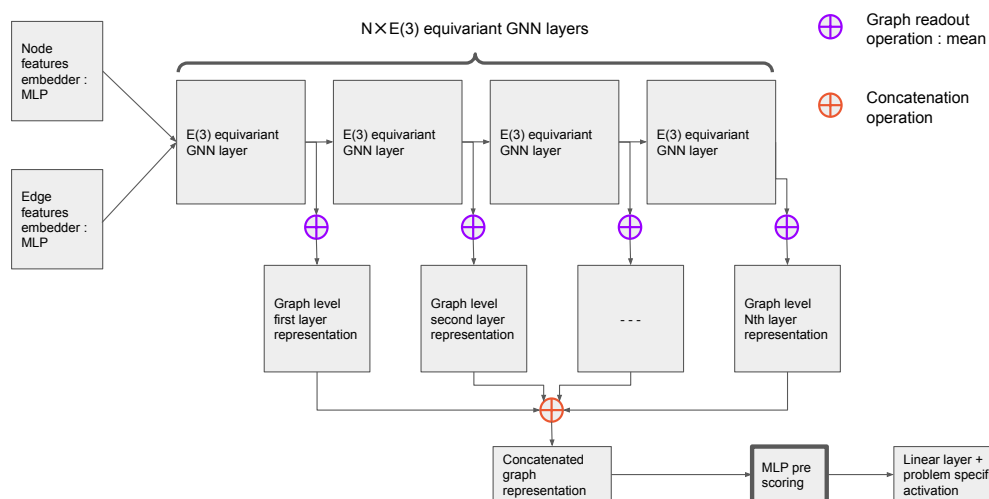 Node
features
embedder :
MLP
Edge
features
embedder :
MLP
N×E(3) equivariant GNN layers
E(3) equivariant
GNN layer
E(3) equivariant
GNN layer
E(3) equivariant
GNN layer
E(3) equivariant
GNN layer
Graph readout
operation : mean
Concatenation
operation
Graph level
first layer
representation
Graph level
second layer
representation
- - -
Graph level
Nth layer
representation
Concatenated
graph
representation
MLP pre
scoring
Linear layer +
problem specif
activation